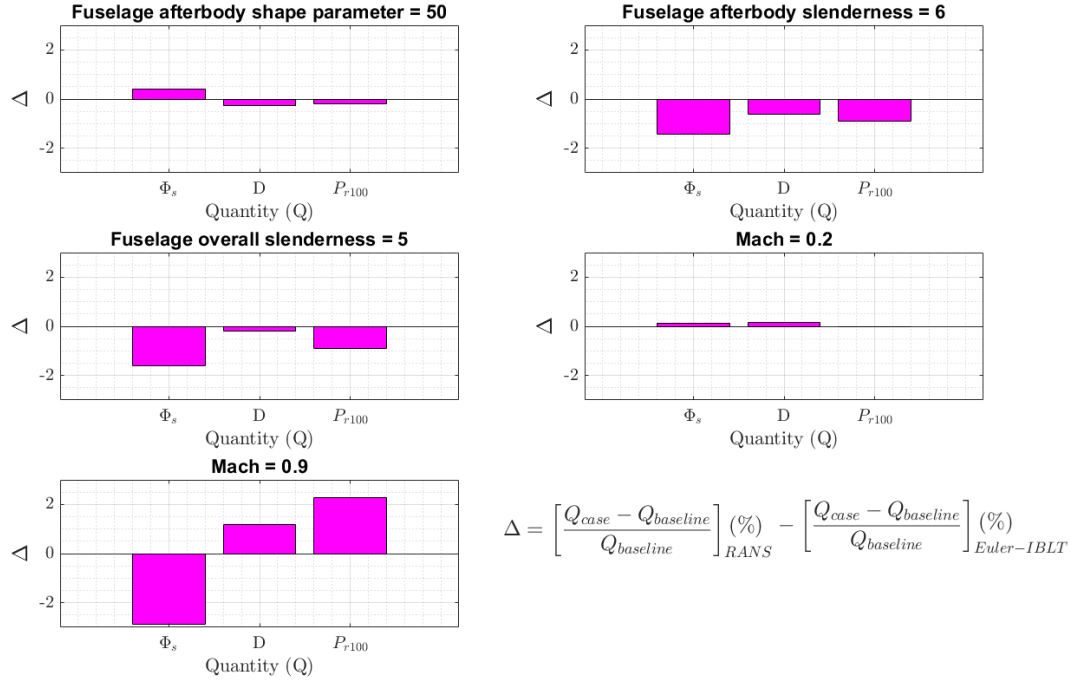 Fuselage afterbody shape parameter = 50
2
0
-2
Δ
Φs D Pr100
Quantity (Q)
Fuselage afterbody slenderness = 6
2
0
-2
Δ
Φs D Pr100
Quantity (Q)
Fuselage overall slenderness = 5
2
0
-2
Δ
Φs D Pr100
Quantity (Q)
Mach = 0.2
2
0
-2
Δ
Φs D Pr100
Quantity (Q)
Mach = 0.9
2
0
-2
Δ
Φs D Pr100
Quantity (Q)
Δ = [(Qcase − Qbaseline) / Qbaseline] (%) RANS − [(Qcase − Qbaseline) / Qbaseline] (%) Euler−IBLT